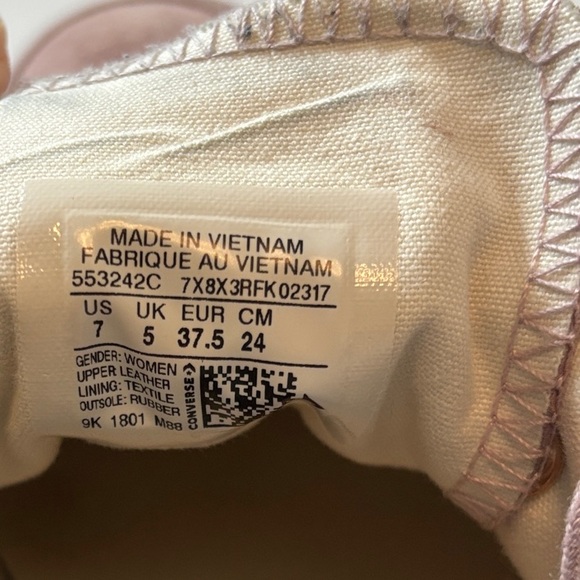 MADE IN VIETNAM
FABRIQUE AU VIETNAM
553242C 7X8X3RFK02317
US UK EUR CM
7 5 37.5 24
GENDER: WOMEN
UPPER LEATHER
LINING: TEXTILE
OUTSOLE: RUBBER
9K 1801 M88
CONVERSE